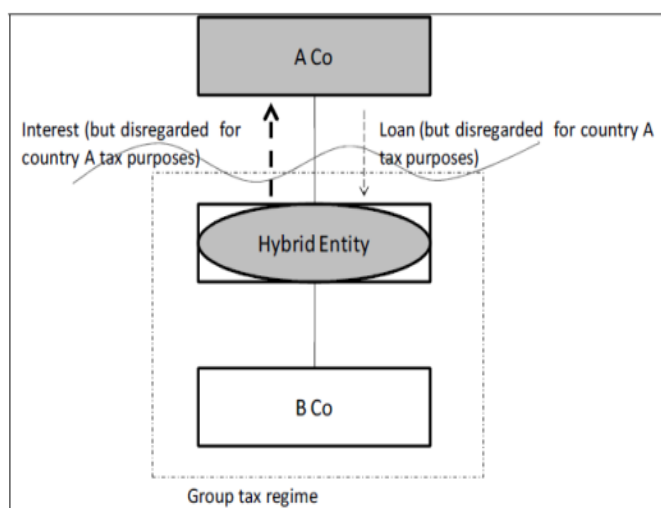 A Co
Interest (but disregarded for
country A tax purposes)
Loan (but disregarded for country A
tax purposes)
Hybrid Entity
B Co
Group tax regime